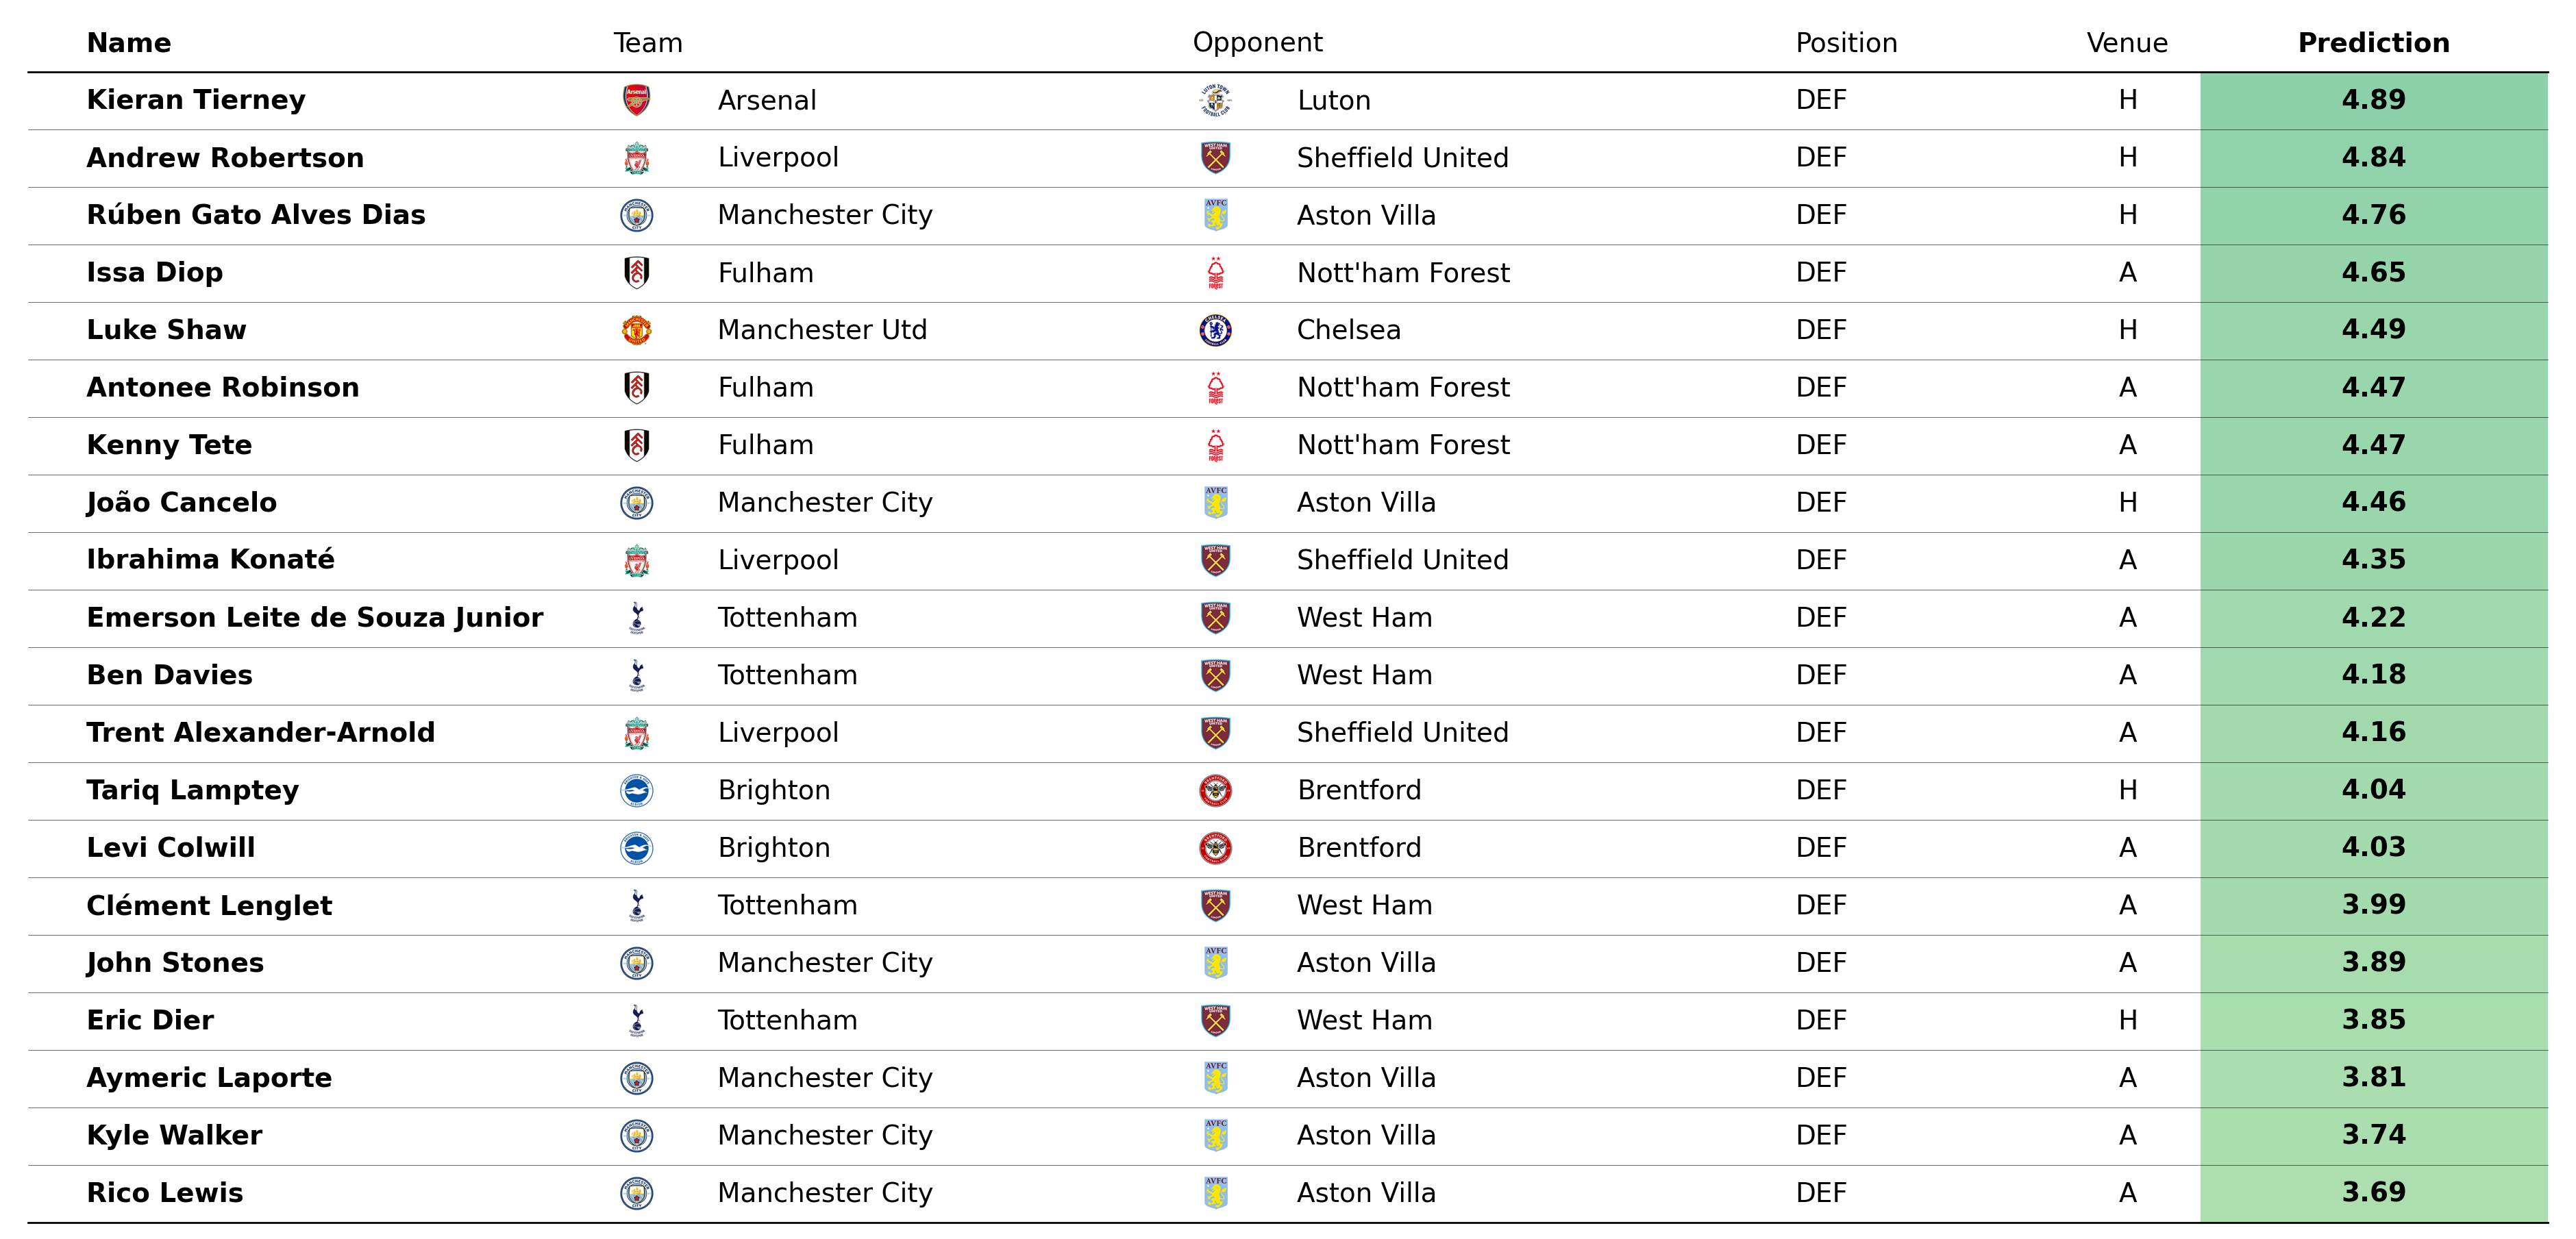 Name Team Opponent Position Venue Prediction
Kieran Tierney Arsenal Luton DEF H 4.89
Andrew Robertson Liverpool Sheffield United DEF H 4.84
Rúben Gato Alves Dias Manchester City Aston Villa DEF H 4.76
Issa Diop Fulham Nott'ham Forest DEF A 4.65
Luke Shaw Manchester Utd Chelsea DEF H 4.49
Antonee Robinson Fulham Nott'ham Forest DEF A 4.47
Kenny Tete Fulham Nott'ham Forest DEF A 4.47
João Cancelo Manchester City Aston Villa DEF H 4.46
Ibrahima Konaté Liverpool Sheffield United DEF A 4.35
Emerson Leite de Souza Junior Tottenham West Ham DEF A 4.22
Ben Davies Tottenham West Ham DEF A 4.18
Trent Alexander-Arnold Liverpool Sheffield United DEF A 4.16
Tariq Lamptey Brighton Brentford DEF H 4.04
Levi Colwill Brighton Brentford DEF A 4.03
Clément Lenglet Tottenham West Ham DEF A 3.99
John Stones Manchester City Aston Villa DEF A 3.89
Eric Dier Tottenham West Ham DEF H 3.85
Aymeric Laporte Manchester City Aston Villa DEF A 3.81
Kyle Walker Manchester City Aston Villa DEF A 3.74
Rico Lewis Manchester City Aston Villa DEF A 3.69